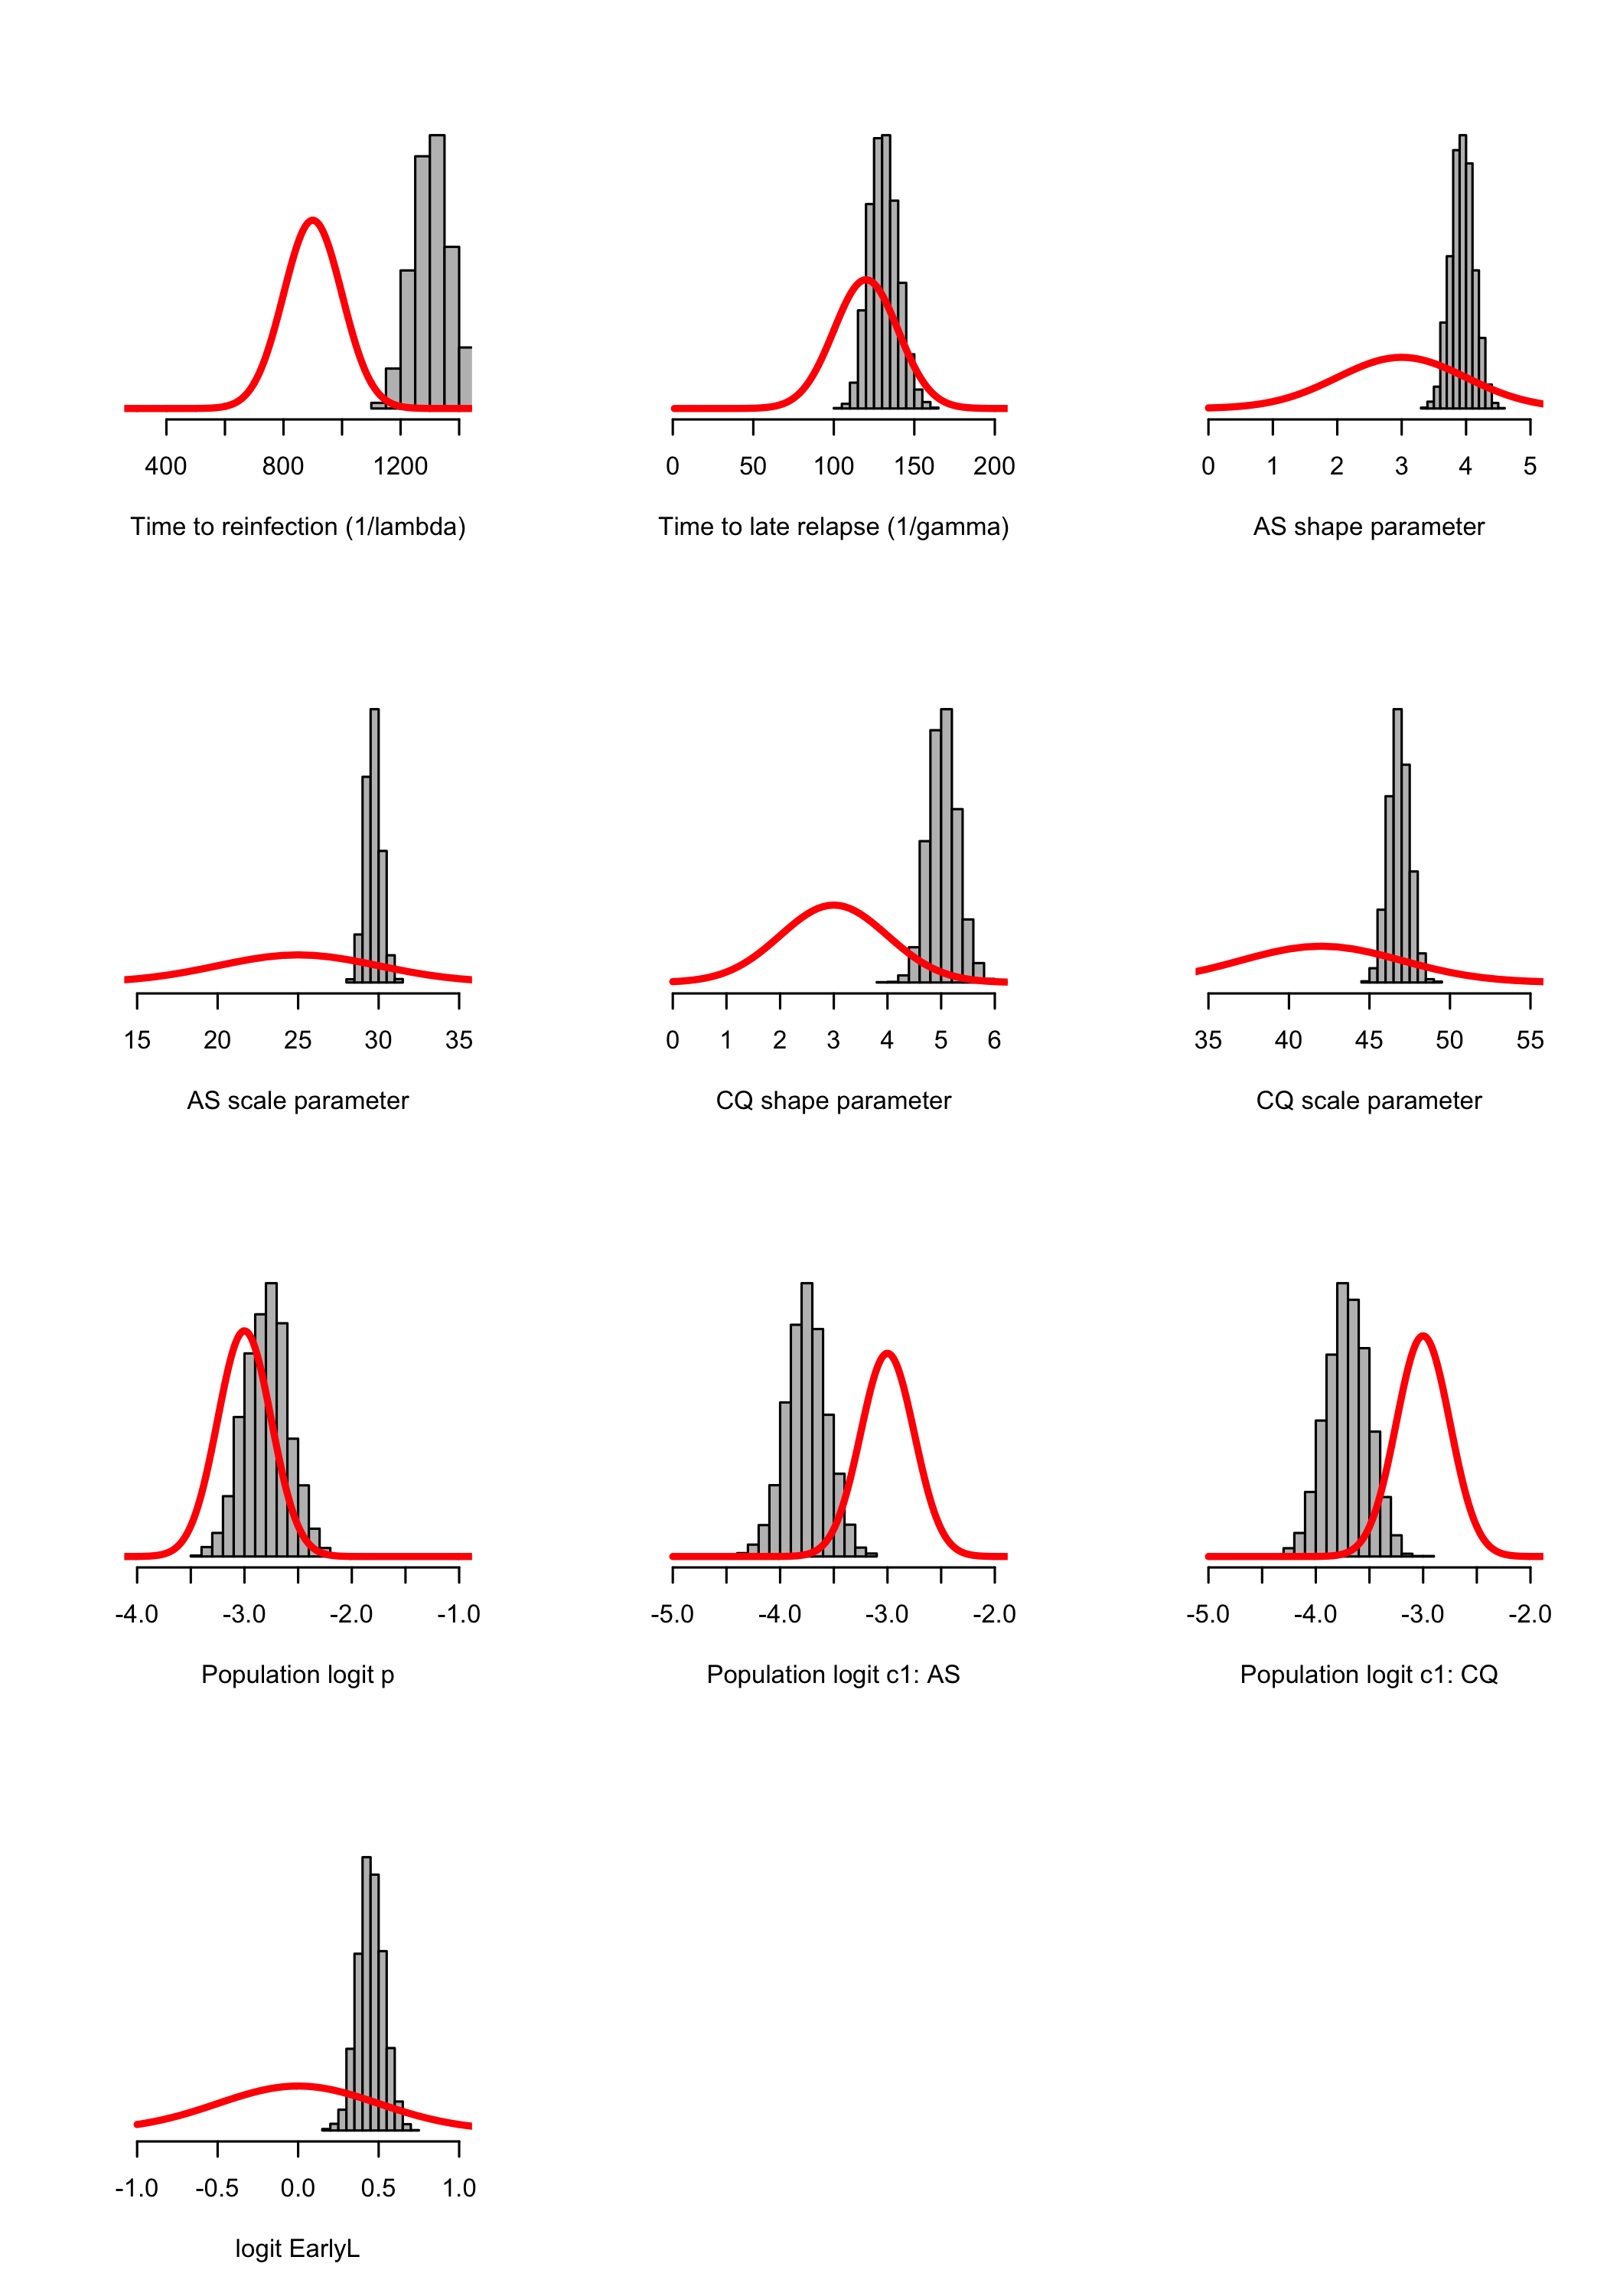 400 800 1200
Time to reinfection (1/lambda)
0 50 100 150 200
Time to late relapse (1/gamma)
0 1 2 3 4 5
AS shape parameter
15 20 25 30 35
AS scale parameter
0 1 2 3 4 5 6
CQ shape parameter
35 40 45 50 55
CQ scale parameter
-4.0 -3.0 -2.0 -1.0
Population logit p
-5.0 -4.0 -3.0 -2.0
Population logit c1: AS
-5.0 -4.0 -3.0 -2.0
Population logit c1: CQ
-1.0 -0.5 0.0 0.5 1.0
logit EarlyL